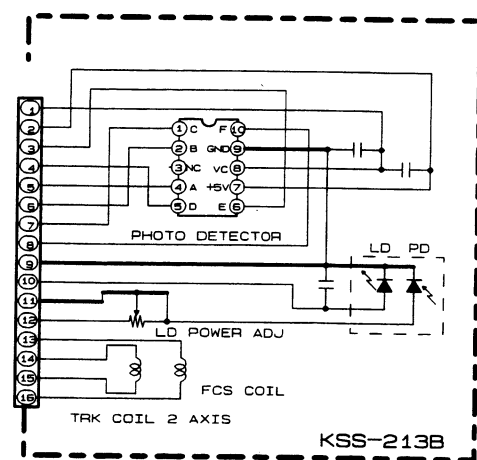 1
2
3
4
5
6
7
8
9
10
11
12
13
14
15
16
1 C F 10
2 B GND 9
3 NC VC 8
4 A +5V 7
5 D E 6
PHOTO DETECTOR
LD PD
LD POWER ADJ
FCS COIL
TRK COIL 2 AXIS
KSS-213B